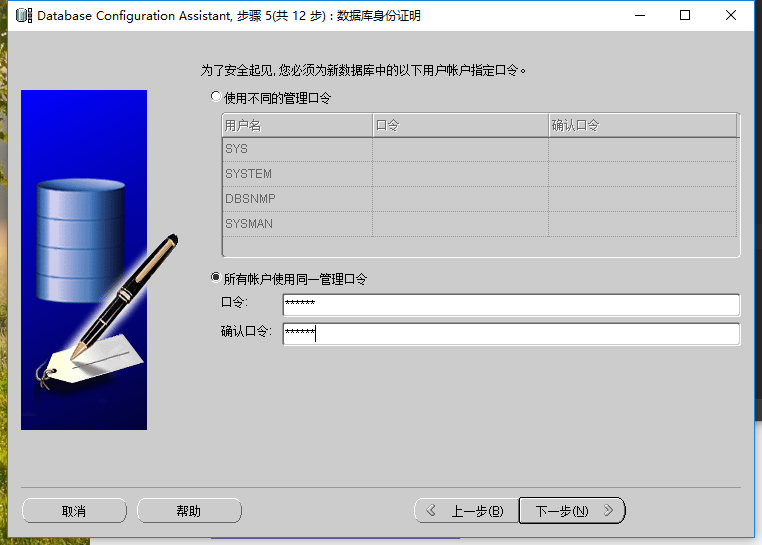 Database Configuration Assistant, 步骤 5(共 12 步) : 数据库身份证明
为了安全起见, 您必须为新数据库中的以下用户帐户指定口令。
使用不同的管理口令
用户名 口令 确认口令
SYS
SYSTEM
DBSNMP
SYSMAN
所有帐户使用同一管理口令
口令: ******
确认口令: ******
取消 帮助 上一步(B) 下一步(N)